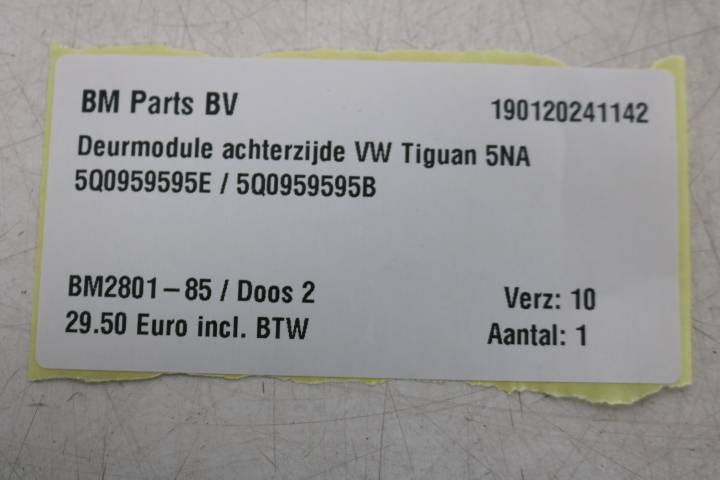 BM Parts BV 190120241142
Deurmodule achterzijde VW Tiguan 5NA
5Q0959595E / 5Q0959595B
BM2801-85 / Doos 2 Verz: 10
29.50 Euro incl. BTW Aantal: 1